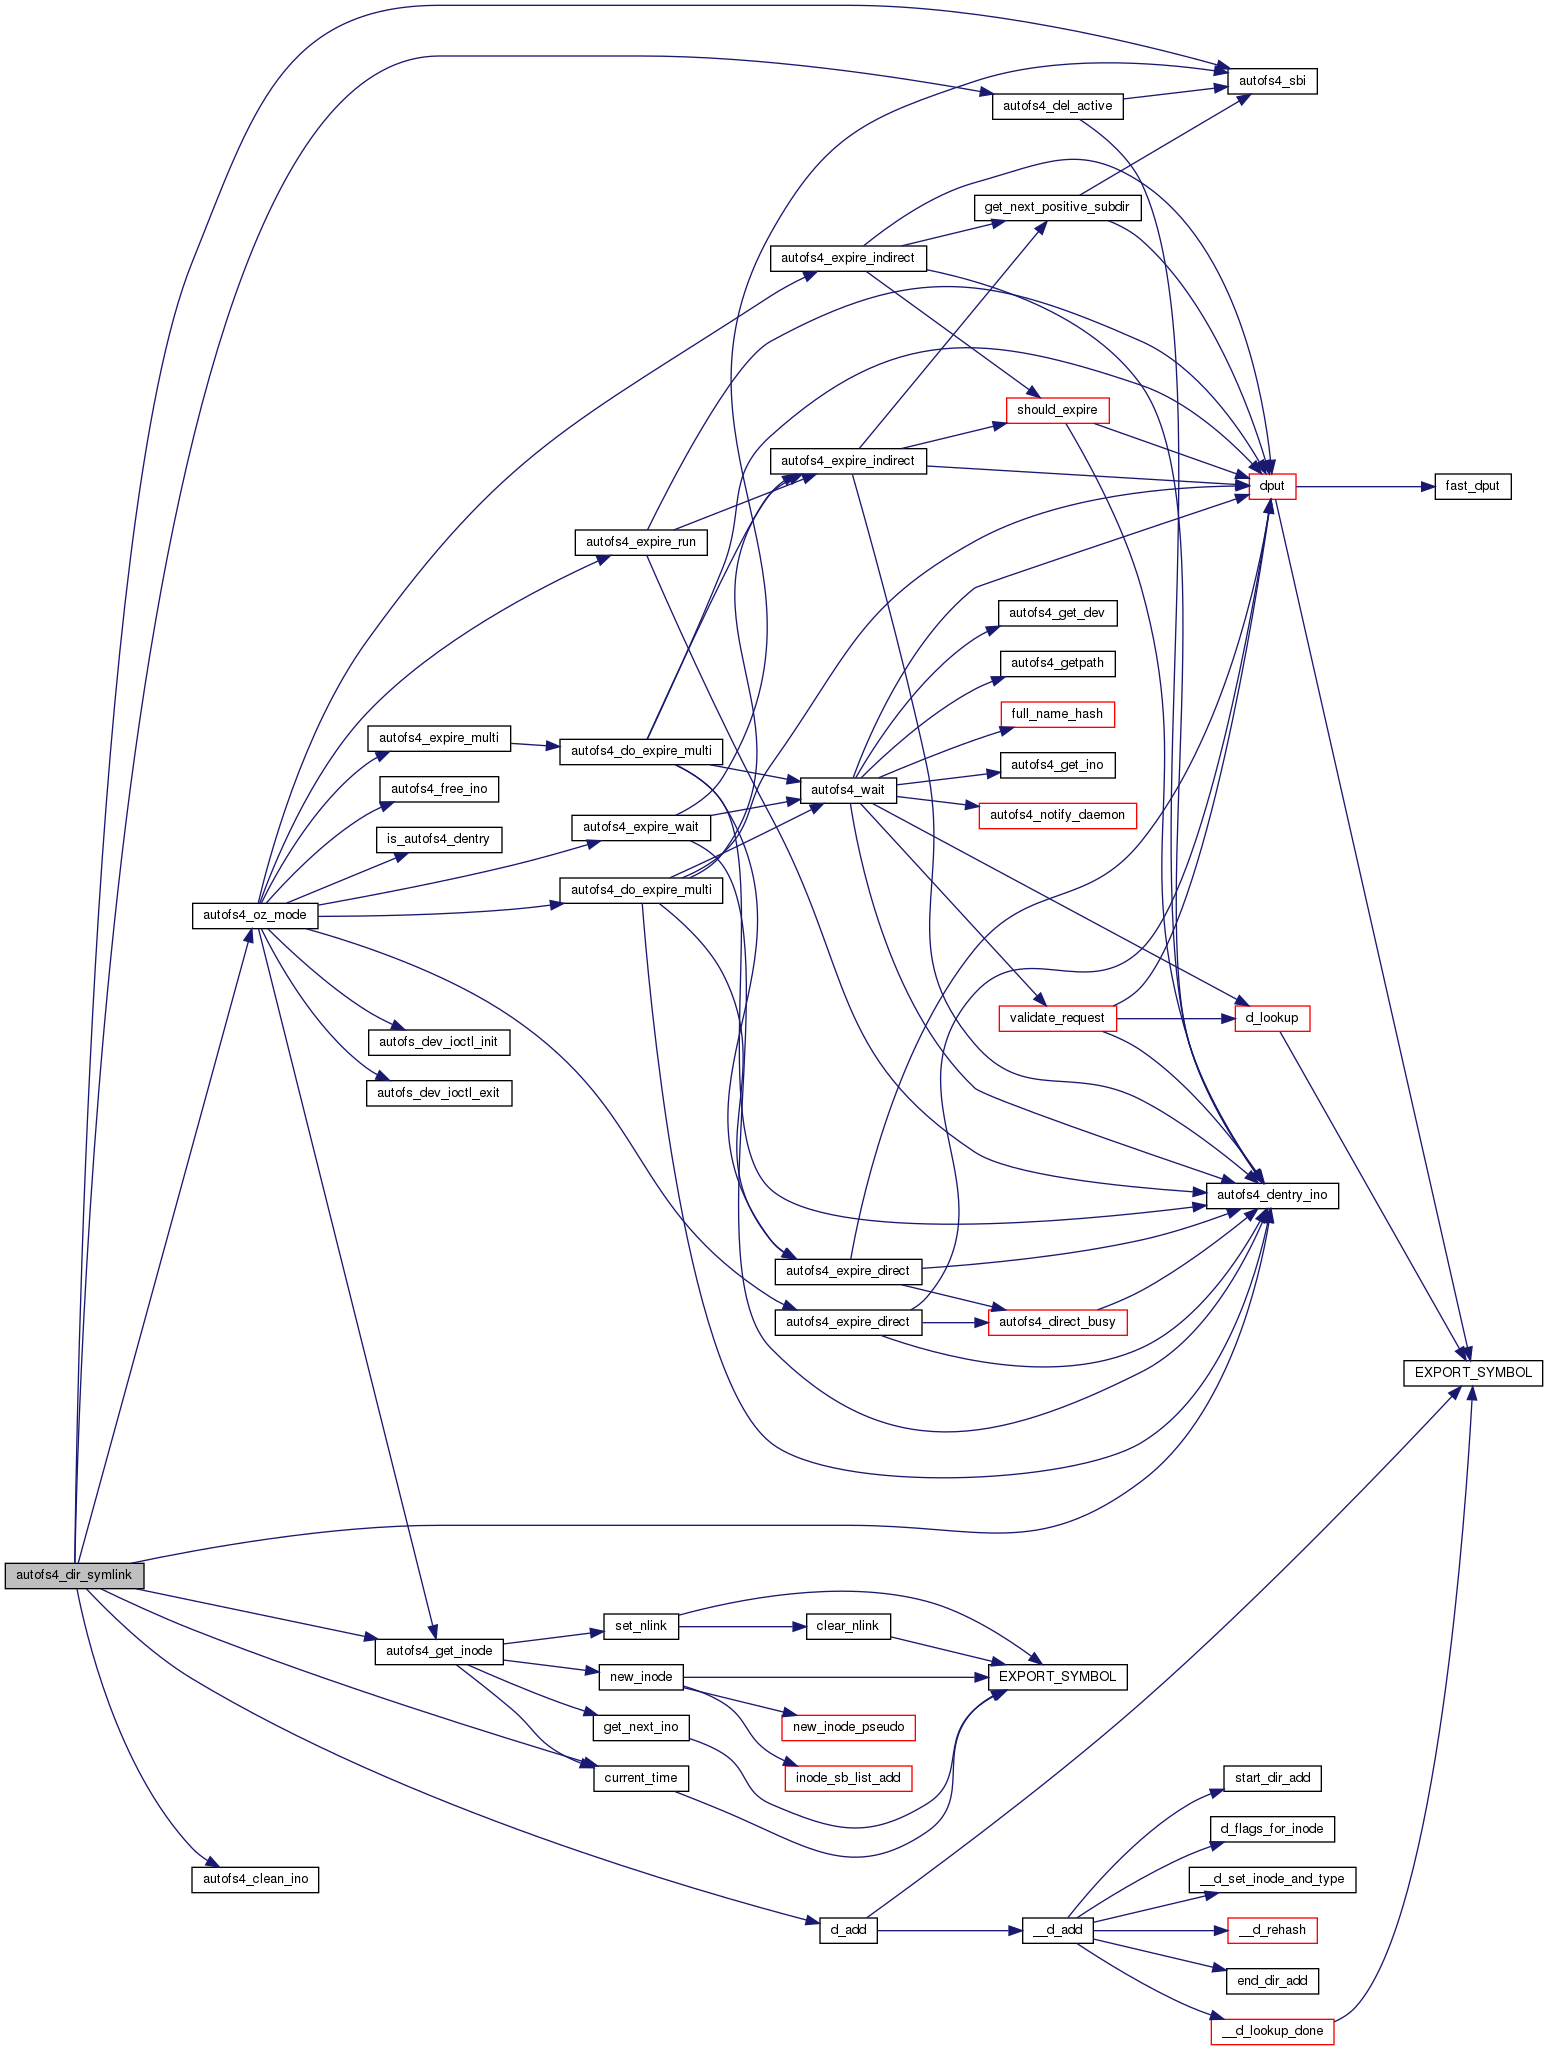 autofs4_sbi
autofs4_del_active
get_next_positive_subdir
autofs4_expire_indirect
should_expire
autofs4_expire_indirect
dput
fast_dput
autofs4_expire_run
autofs4_get_dev
autofs4_getpath
full_name_hash
autofs4_expire_multi
autofs4_do_expire_multi
autofs4_get_ino
autofs4_free_ino
autofs4_wait
autofs4_notify_daemon
autofs4_expire_wait
is_autofs4_dentry
autofs4_do_expire_multi
autofs4_oz_mode
validate_request
d_lookup
autofs_dev_ioctl_init
autofs_dev_ioctl_exit
autofs4_dentry_ino
autofs4_expire_direct
autofs4_expire_direct
autofs4_direct_busy
EXPORT_SYMBOL
autofs4_dir_symlink
set_nlink
clear_nlink
autofs4_get_inode
new_inode
EXPORT_SYMBOL
get_next_ino
new_inode_pseudo
current_time
inode_sb_list_add
start_dir_add
d_flags_for_inode
autofs4_clean_ino
__d_set_inode_and_type
d_add
__d_add
__d_rehash
end_dir_add
__d_lookup_done